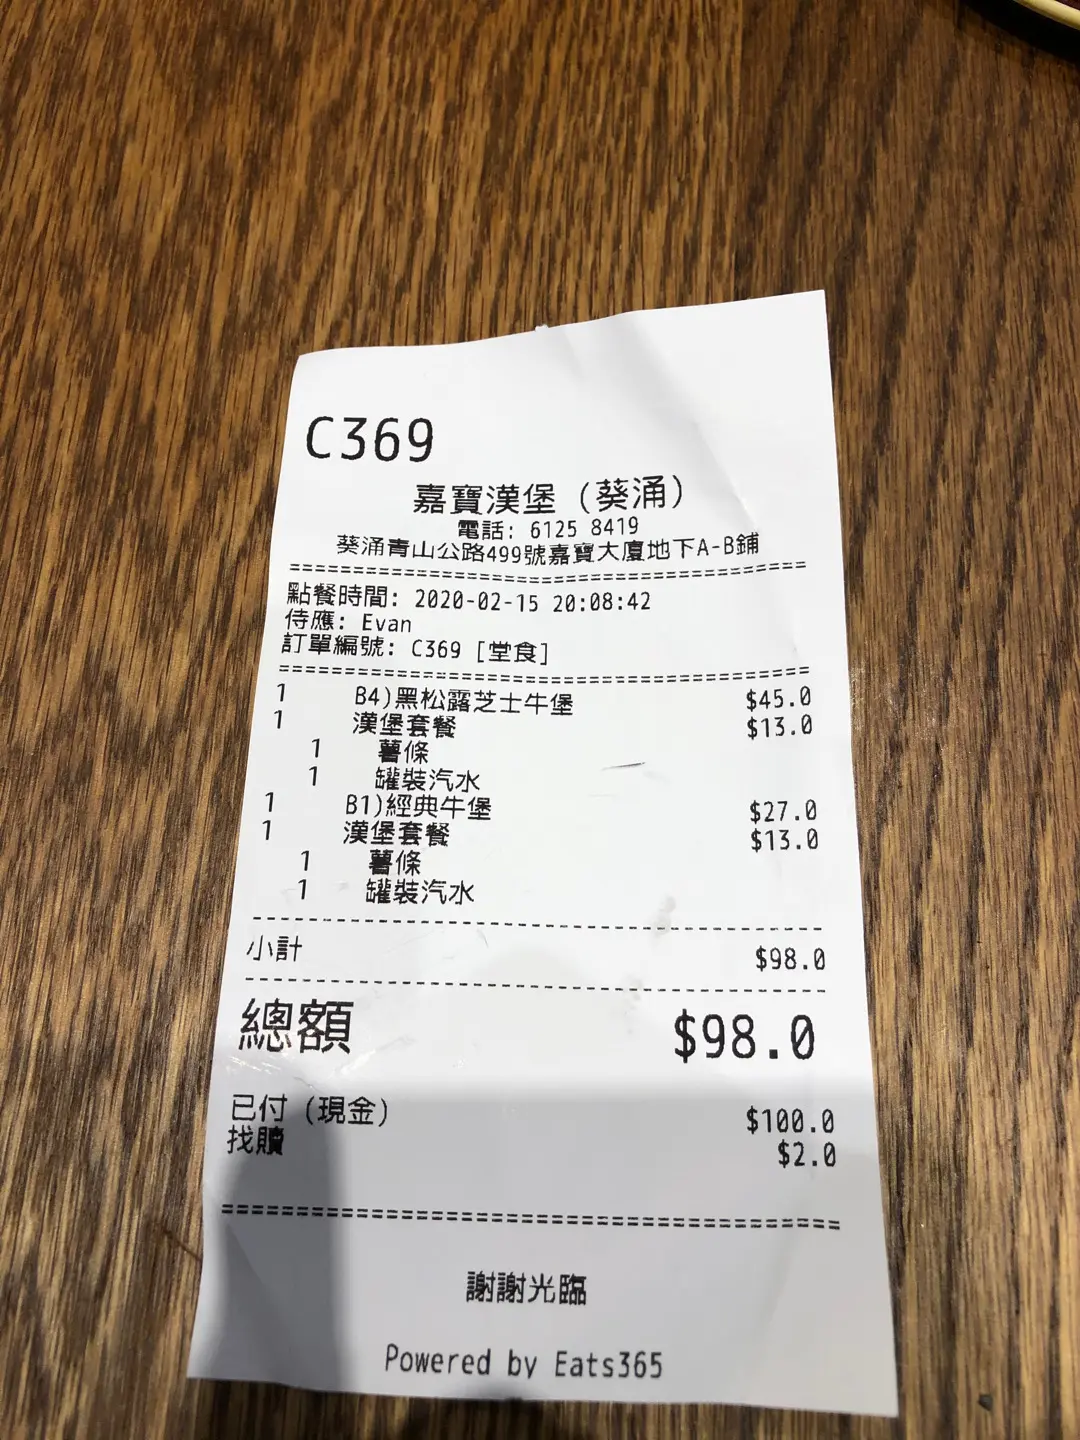 C369
嘉寶漢堡 (葵涌)
電話: 6125 8419
葵涌青山公路499號嘉寶大廈地下A-B鋪
點餐時間: 2020-02-15 20:08:42
侍應: Evan
訂單編號: C369 [堂食]
1 B4)黑松露芝士牛堡 $45.0
1 漢堡套餐 $13.0
1 薯條
1 罐裝汽水
1 B1)經典牛堡 $27.0
1 漢堡套餐 $13.0
1 薯條
1 罐裝汽水
小計 $98.0
總額 $98.0
已付 (現金) $100.0
找贖 $2.0
謝謝光臨
Powered by Eats365